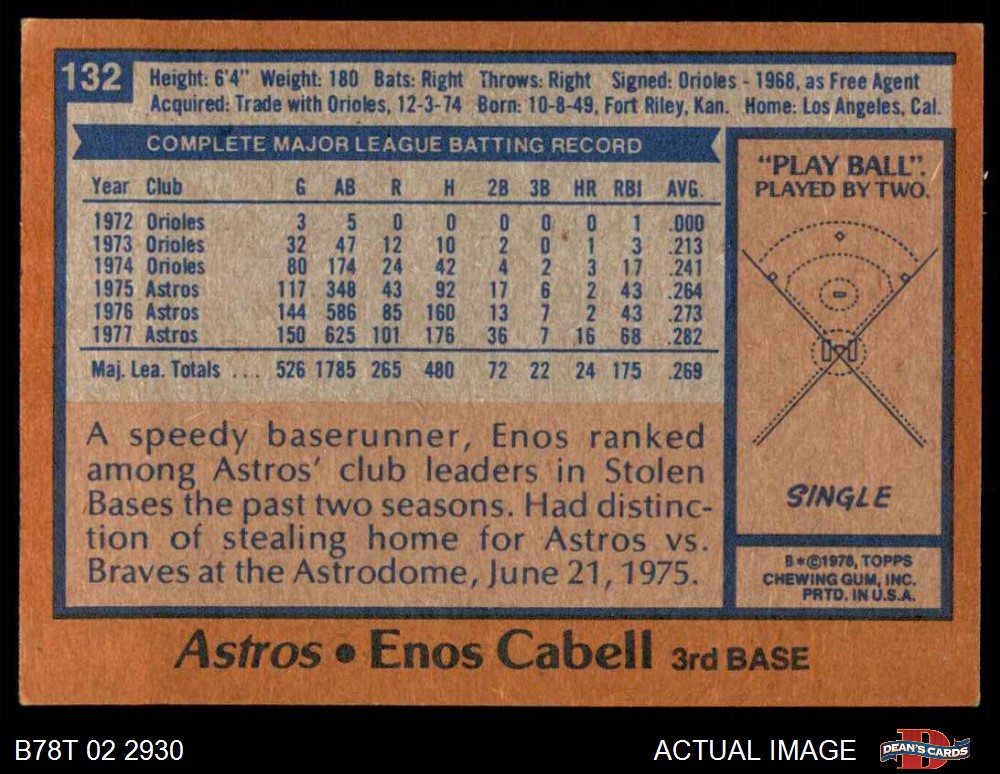 132
Height: 6'4" Weight: 180 Bats: Right Throws: Right Signed: Orioles - 1968, as Free Agent
Acquired: Trade with Orioles, 12-3-74 Born: 10-8-49, Fort Riley, Kan. Home: Los Angeles, Cal.
COMPLETE MAJOR LEAGUE BATTING RECORD
Year Club G AB R H 2B 3B HR RBI AVG.
1972 Orioles 3 5 0 0 0 0 0 1 .000
1973 Orioles 32 47 12 10 2 0 1 3 .213
1974 Orioles 80 174 24 42 4 2 3 17 .241
1975 Astros 117 348 43 92 17 6 2 43 .264
1976 Astros 144 586 85 160 13 7 2 43 .273
1977 Astros 150 625 101 176 36 7 16 68 .282
Maj. Lea. Totals ... 526 1785 265 480 72 22 24 175 .269
A speedy baserunner, Enos ranked
among Astros' club leaders in Stolen
Bases the past two seasons. Had distinc-
tion of stealing home for Astros vs.
Braves at the Astrodome, June 21, 1975.
"PLAY BALL".
PLAYED BY TWO.
SINGLE
B*©1978, TOPPS
CHEWING GUM, INC.
PRTD. IN U.S.A.
Astros • Enos Cabell 3rd BASE
B78T 02 2930
ACTUAL IMAGE
DEAN'S CARDS